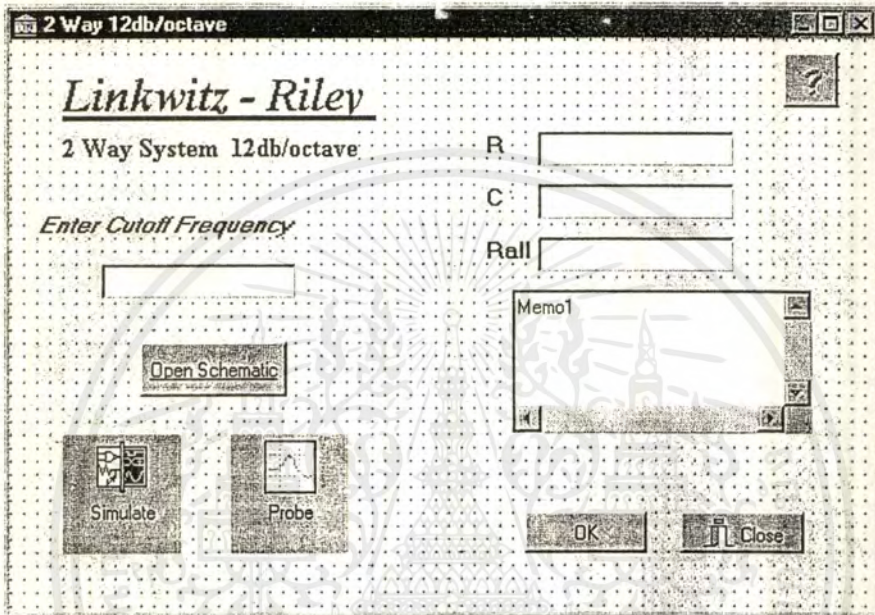 2 Way 12db/octave
Linkwitz - Riley
2 Way System 12db/octave
?
R
C
Enter Cutoff Frequency
Rall
Memo1
Open Schematic
Simulate
Probe
OK
Close